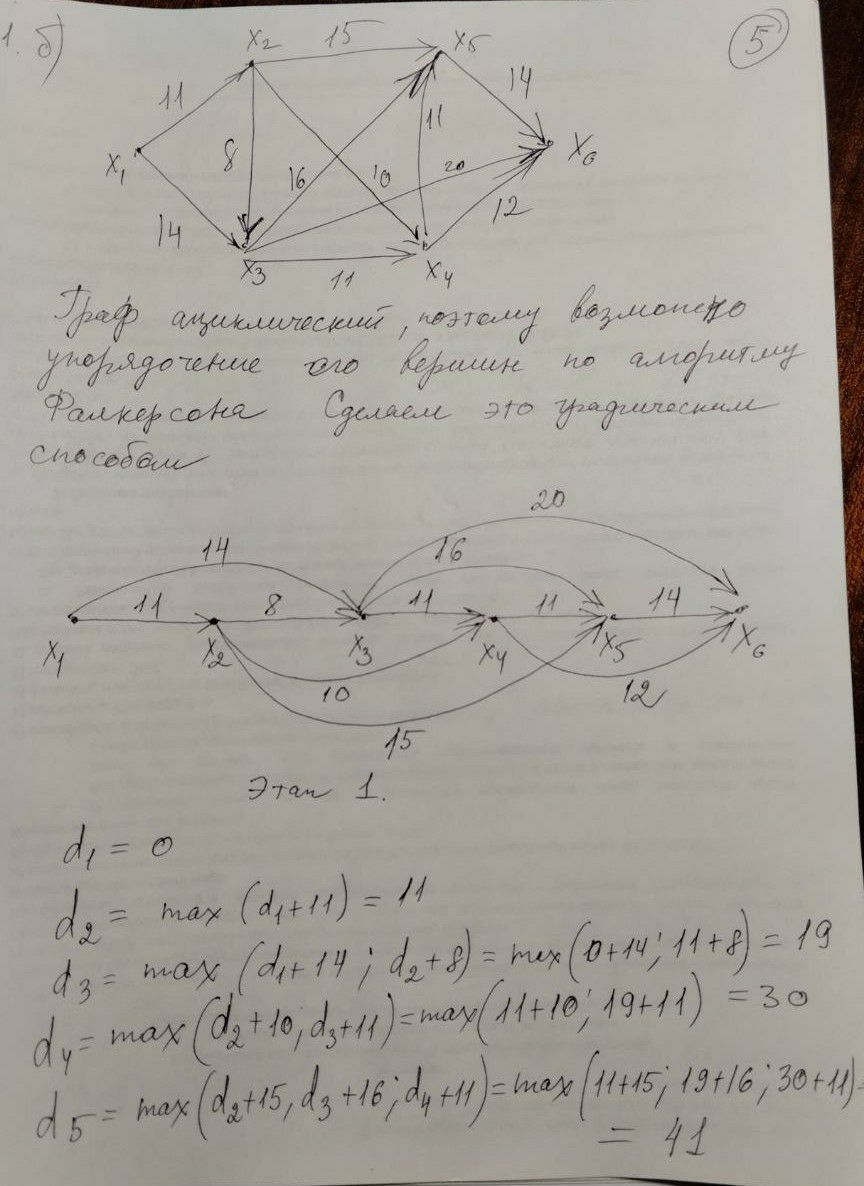 1. б)
5
x2 15 x5
11 14
x1 8 16 10 20 11 x6
14 12
x3 11 x4
Граф ациклический, поэтому возможно
упорядочение его вершин по алгоритму
Фалкерсона Сделаем это графическим
способом
20
14 16
11 8 11 11 14
x1 x2 x3 x4 x5 x6
10 12
15
Этап 1.
d1 = 0
d2 = max (d1+11) = 11
d3 = max (d1+14 ; d2+8) = max (0+14; 11+8) = 19
d4 = max (d2+10; d3+11) = max (11+10; 19+11) = 30
d5 = max (d2+15, d3+16; d4+11) = max (11+15; 19+16; 30+11) =
= 41